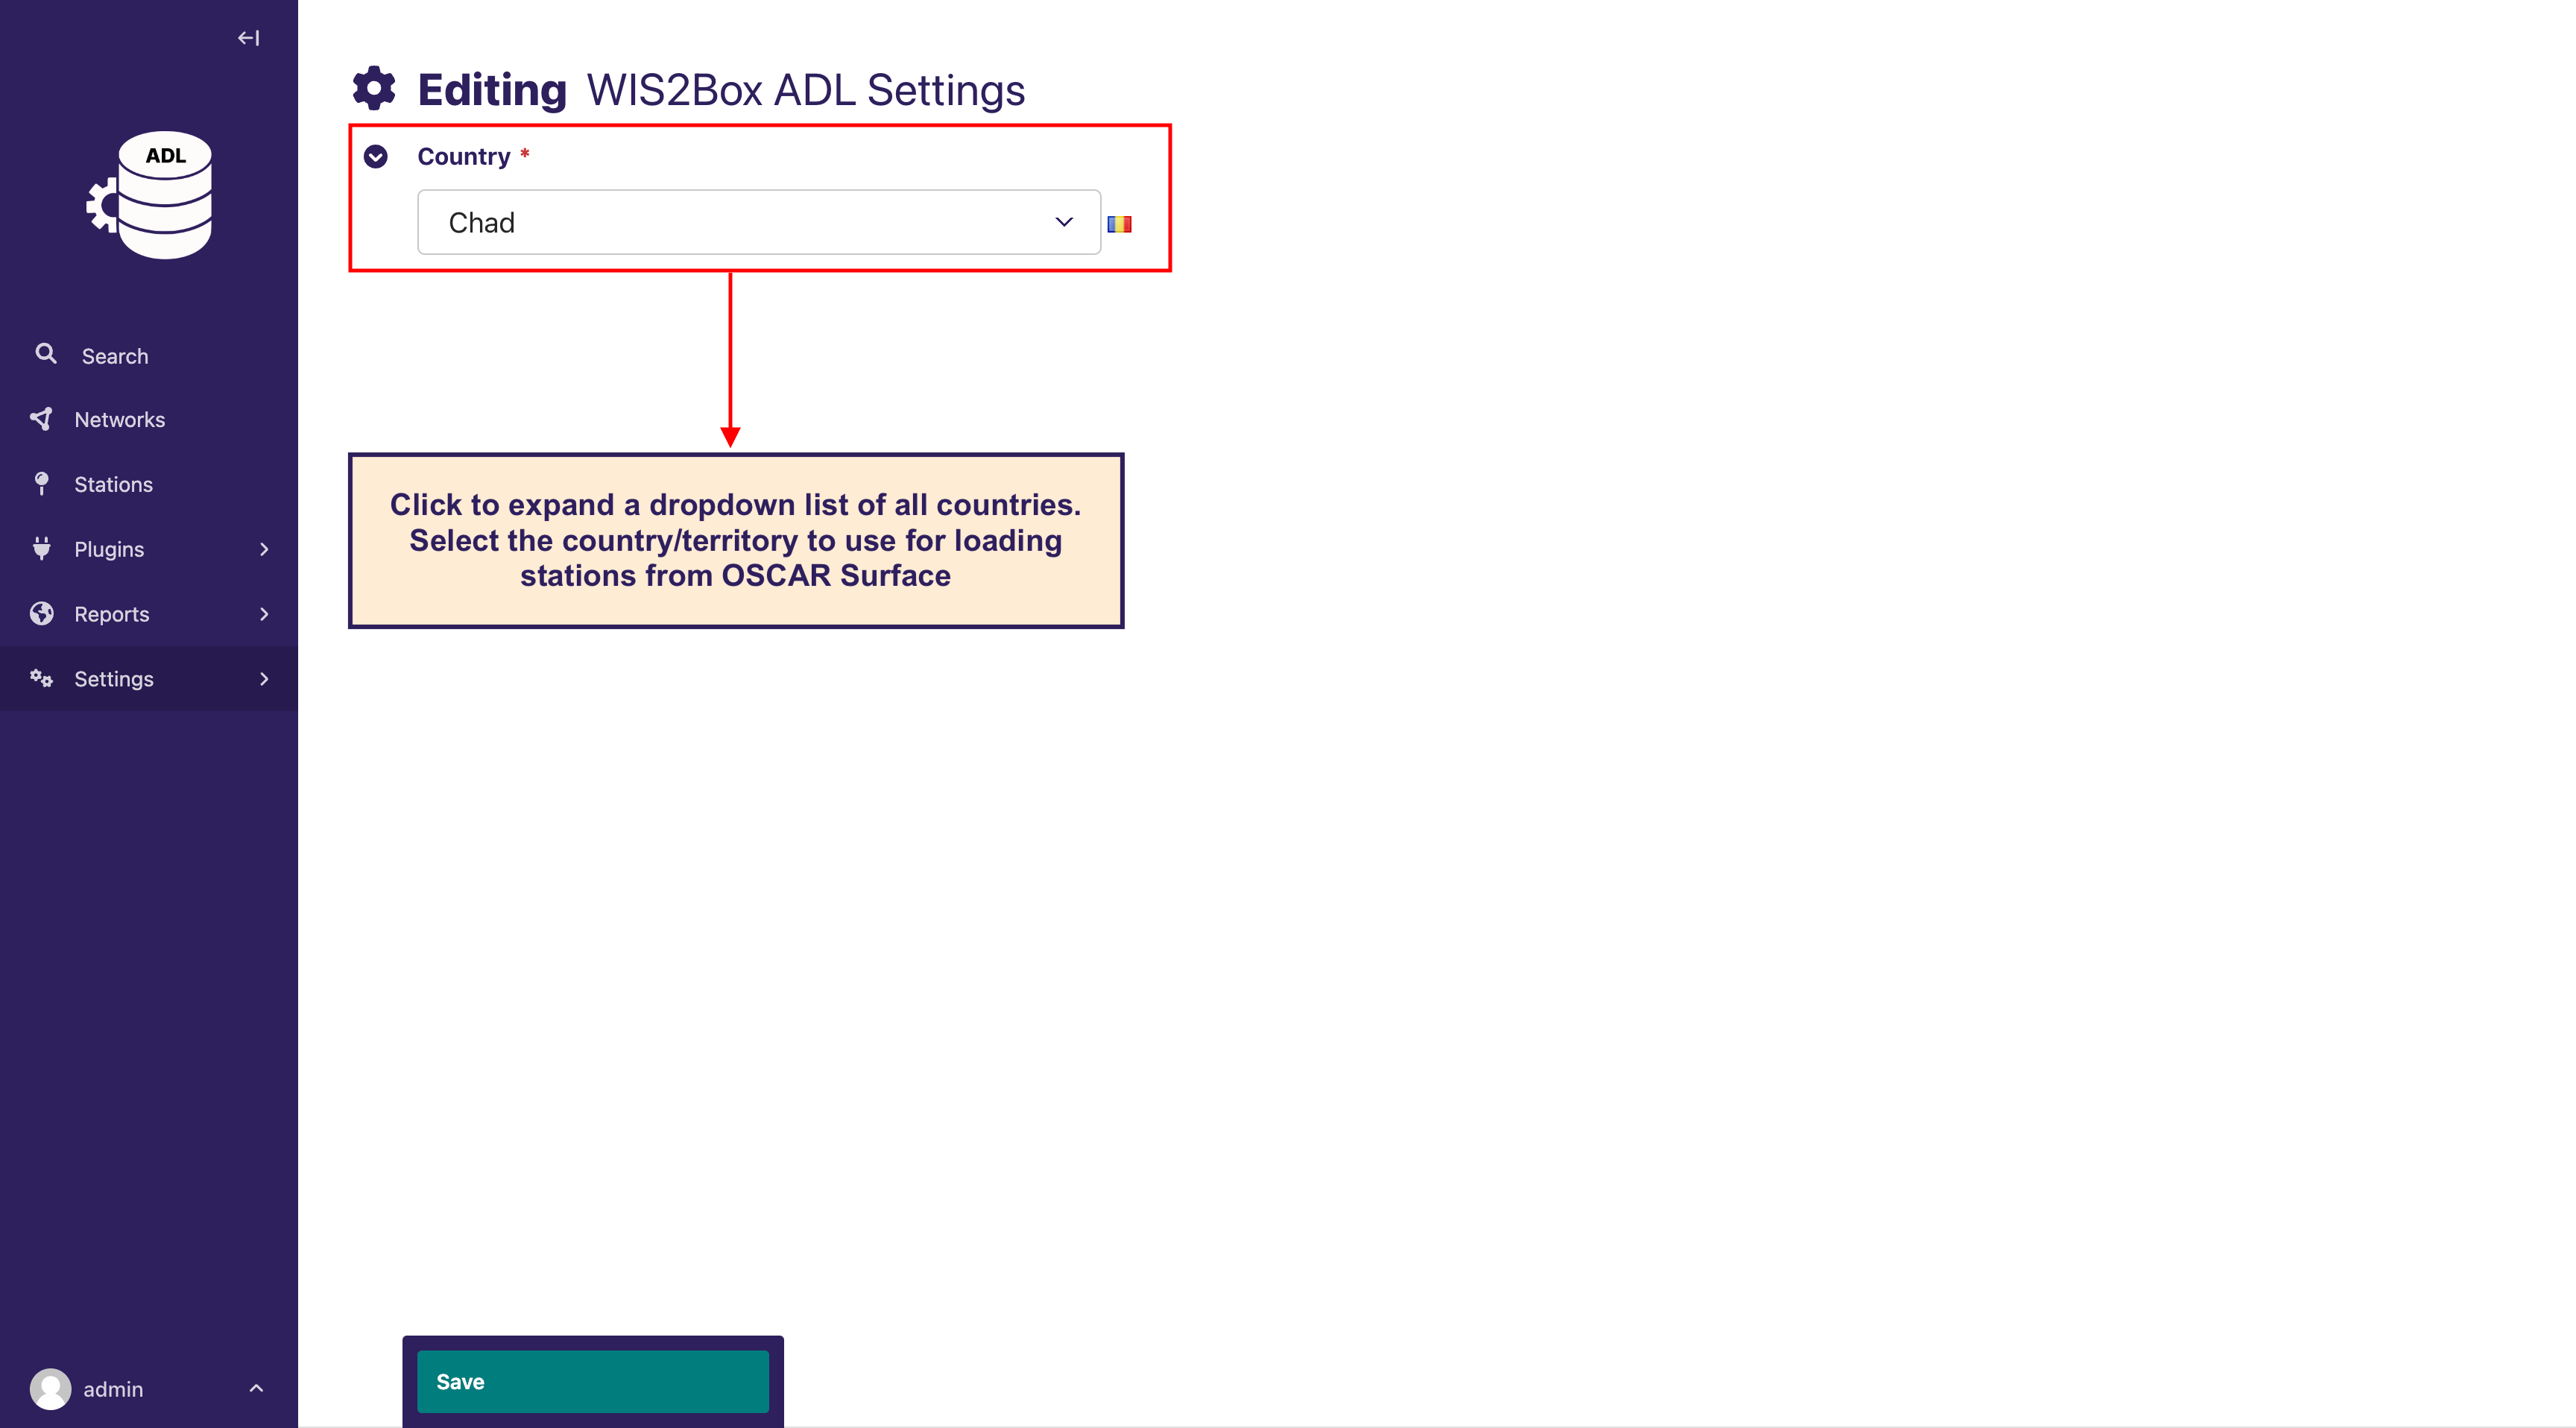 ADL
Search
Networks
Stations
Plugins
Reports
Settings
admin
Editing WIS2Box ADL Settings
Country *
Chad
Click to expand a dropdown list of all countries.
Select the country/territory to use for loading
stations from OSCAR Surface
Save